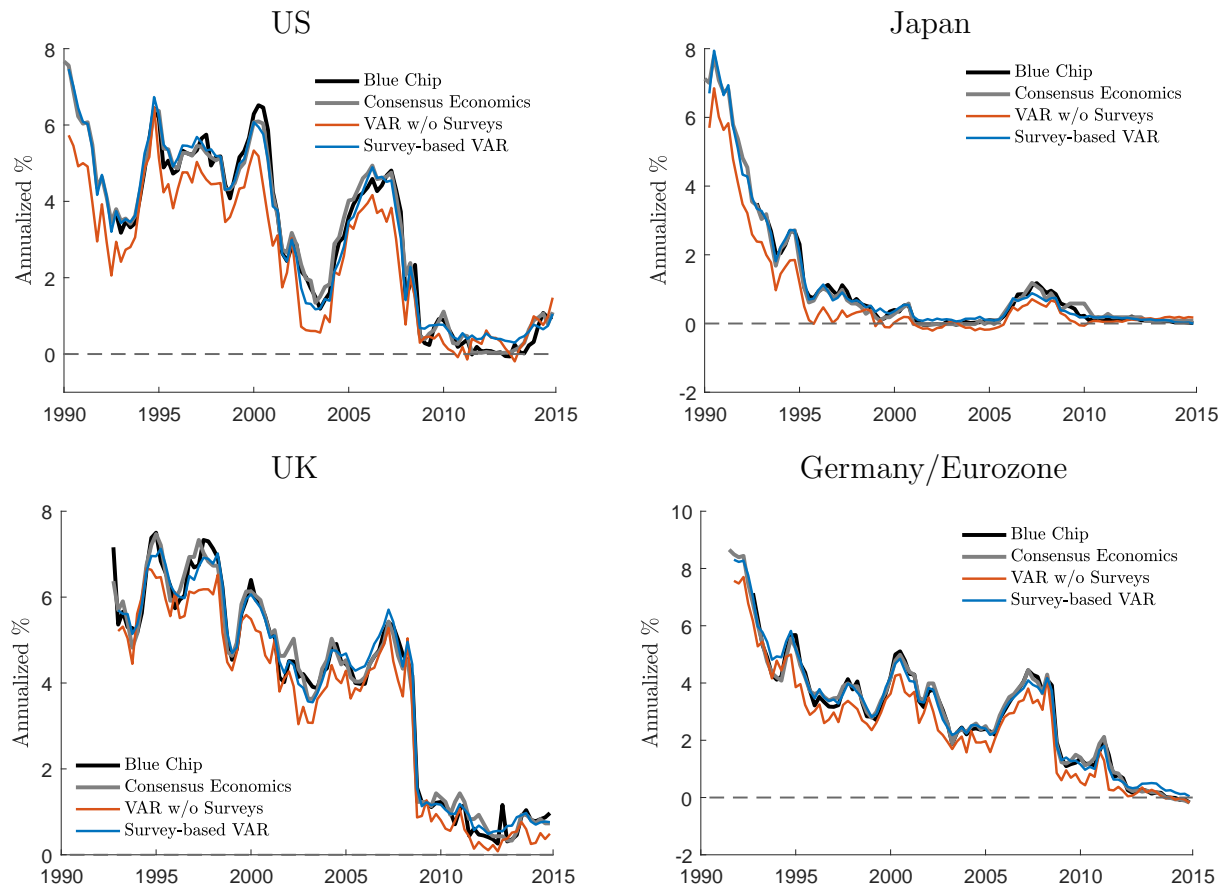 US
Annualized %
8
6
4
2
0
1990 1995 2000 2005 2010 2015
Blue Chip
Consensus Economics
VAR w/o Surveys
Survey-based VAR
Japan
Annualized %
8
6
4
2
0
-2
1990 1995 2000 2005 2010 2015
Blue Chip
Consensus Economics
VAR w/o Surveys
Survey-based VAR
UK
Annualized %
8
6
4
2
0
1990 1995 2000 2005 2010 2015
Blue Chip
Consensus Economics
VAR w/o Surveys
Survey-based VAR
Germany/Eurozone
Annualized %
10
8
6
4
2
0
-2
1990 1995 2000 2005 2010 2015
Blue Chip
Consensus Economics
VAR w/o Surveys
Survey-based VAR